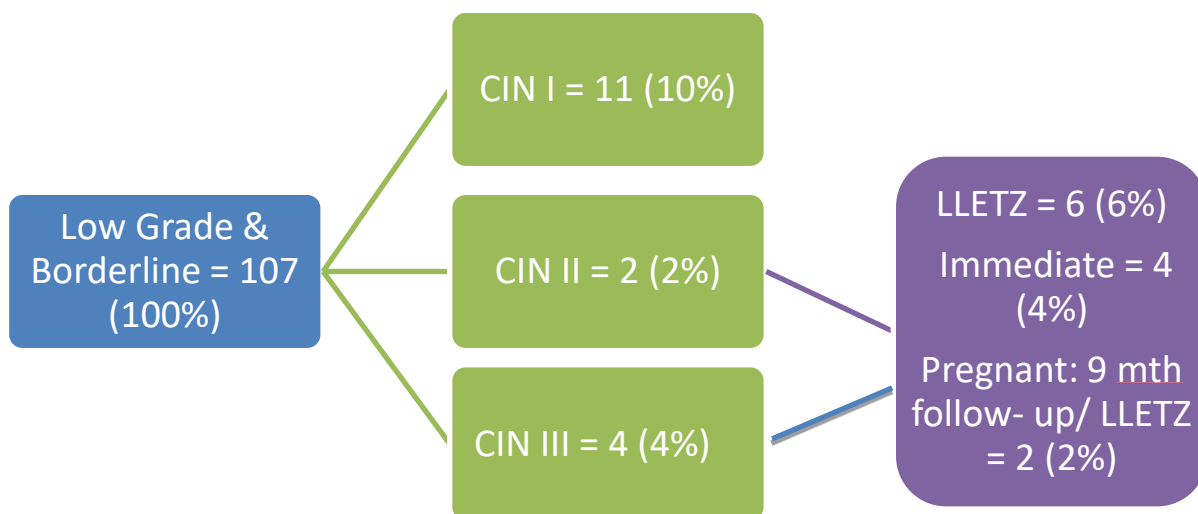 Low Grade &
Borderline = 107
(100%)
CIN I = 11 (10%)
CIN II = 2 (2%)
CIN III = 4 (4%)
LLETZ = 6 (6%)
Immediate = 4
(4%)
Pregnant: 9 mth
follow- up/ LLETZ
= 2 (2%)